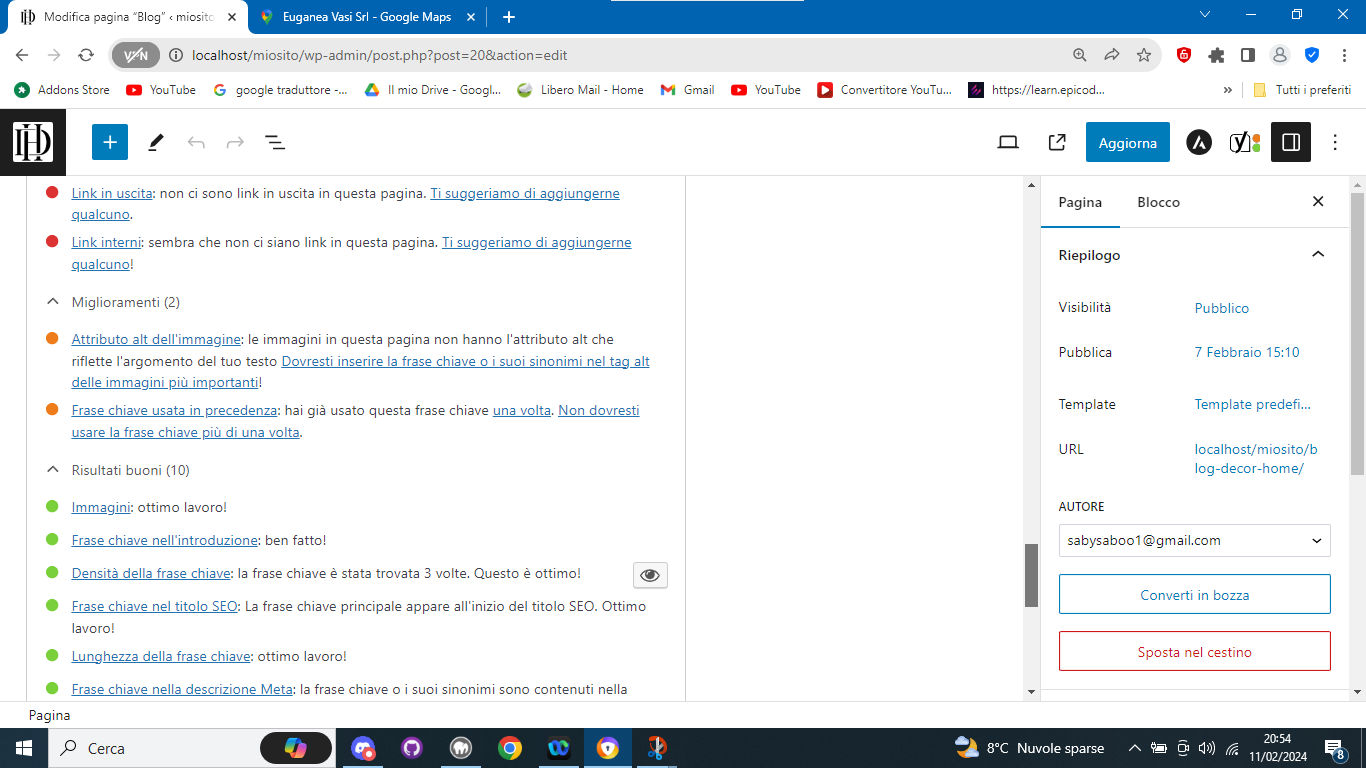 Modifica pagina “Blog” ‹ miosito
Euganea Vasi Srl - Google Maps
VPN
localhost/miosito/wp-admin/post.php?post=20&action=edit
Addons Store
YouTube
google traduttore -...
Il mio Drive - Googl...
Libero Mail - Home
Gmail
YouTube
Convertitore YouTu...
https://learn.epicod...
»
Tutti i preferiti
Aggiorna
Link in uscita: non ci sono link in uscita in questa pagina. Ti suggeriamo di aggiungerne
qualcuno.
Link interni: sembra che non ci siano link in questa pagina. Ti suggeriamo di aggiungerne
qualcuno!
Miglioramenti (2)
Attributo alt dell'immagine: le immagini in questa pagina non hanno l'attributo alt che
riflette l'argomento del tuo testo Dovresti inserire la frase chiave o i suoi sinonimi nel tag alt
delle immagini più importanti!
Frase chiave usata in precedenza: hai già usato questa frase chiave una volta. Non dovresti
usare la frase chiave più di una volta.
Risultati buoni (10)
Immagini: ottimo lavoro!
Frase chiave nell'introduzione: ben fatto!
Densità della frase chiave: la frase chiave è stata trovata 3 volte. Questo è ottimo!
Frase chiave nel titolo SEO: La frase chiave principale appare all'inizio del titolo SEO. Ottimo
lavoro!
Lunghezza della frase chiave: ottimo lavoro!
Frase chiave nella descrizione Meta: la frase chiave o i suoi sinonimi sono contenuti nella
Pagina
Blocco
Riepilogo
Visibilità
Pubblico
Pubblica
7 Febbraio 15:10
Template
Template predefi...
URL
localhost/miosito/b
log-decor-home/
AUTORE
sabysaboo1@gmail.com
Converti in bozza
Sposta nel cestino
Pagina
Cerca
8°C Nuvole sparse
20:54
11/02/2024
8